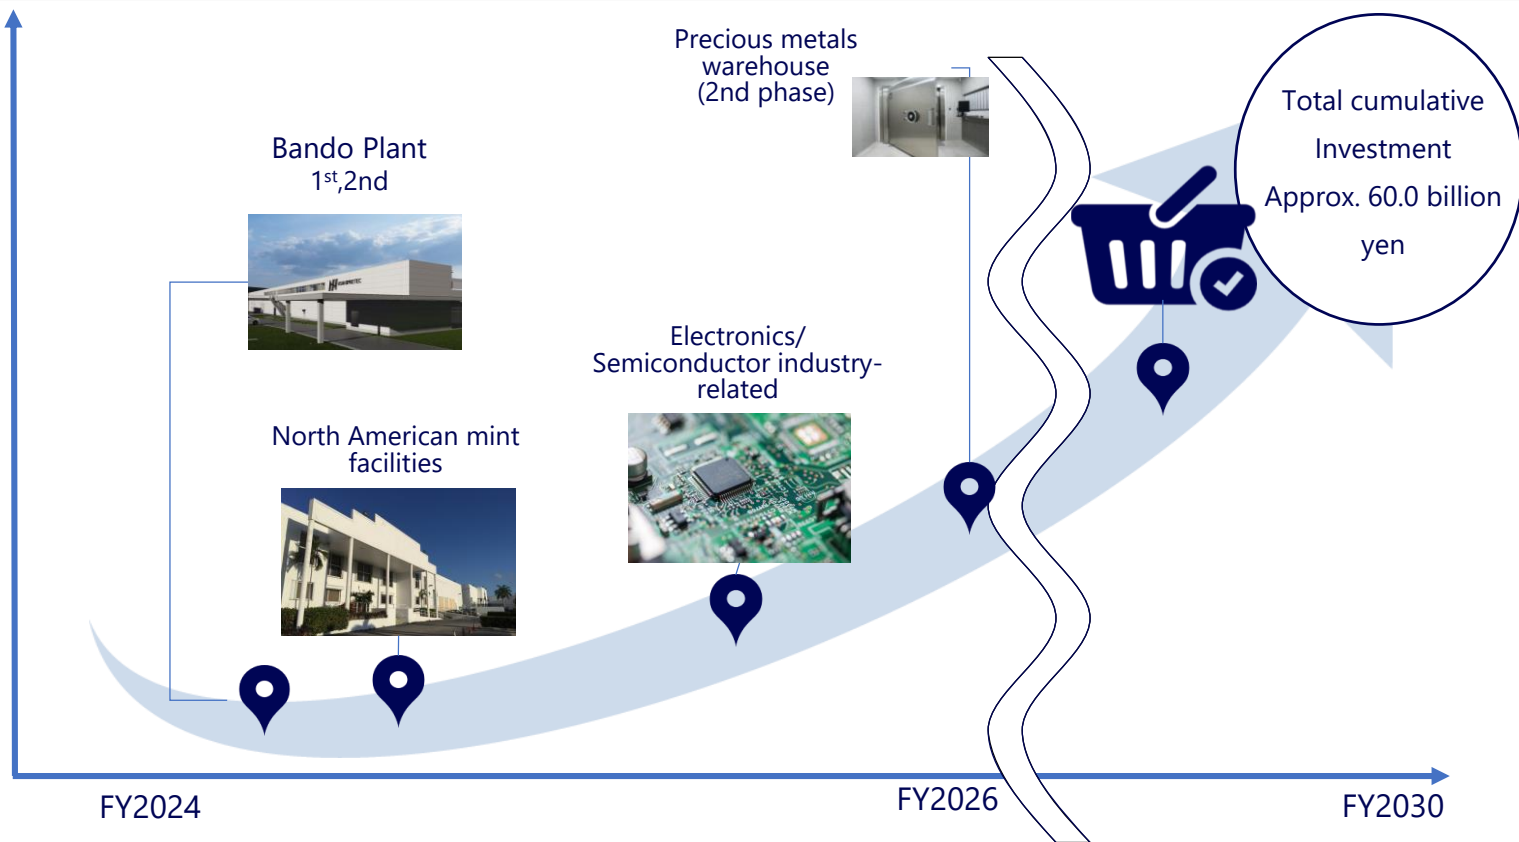 Precious metals
warehouse
(2nd phase)
Total cumulative
Investment
Approx. 60.0 billion
yen
Bando Plant
1st,2nd
Electronics/
Semiconductor industry-
related
North American mint
facilities
FY2024
FY2026
FY2030